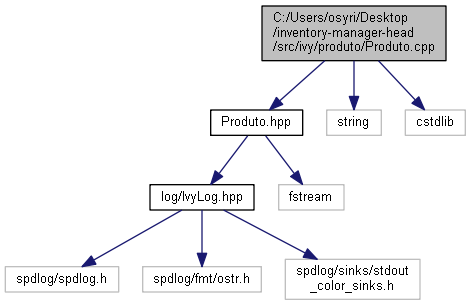 C:/Users/osyri/Desktop
/inventory-manager-head
/src/ivy/produto/Produto.cpp
Produto.hpp
string
cstdlib
log/IvyLog.hpp
fstream
spdlog/spdlog.h
spdlog/fmt/ostr.h
spdlog/sinks/stdout
_color_sinks.h